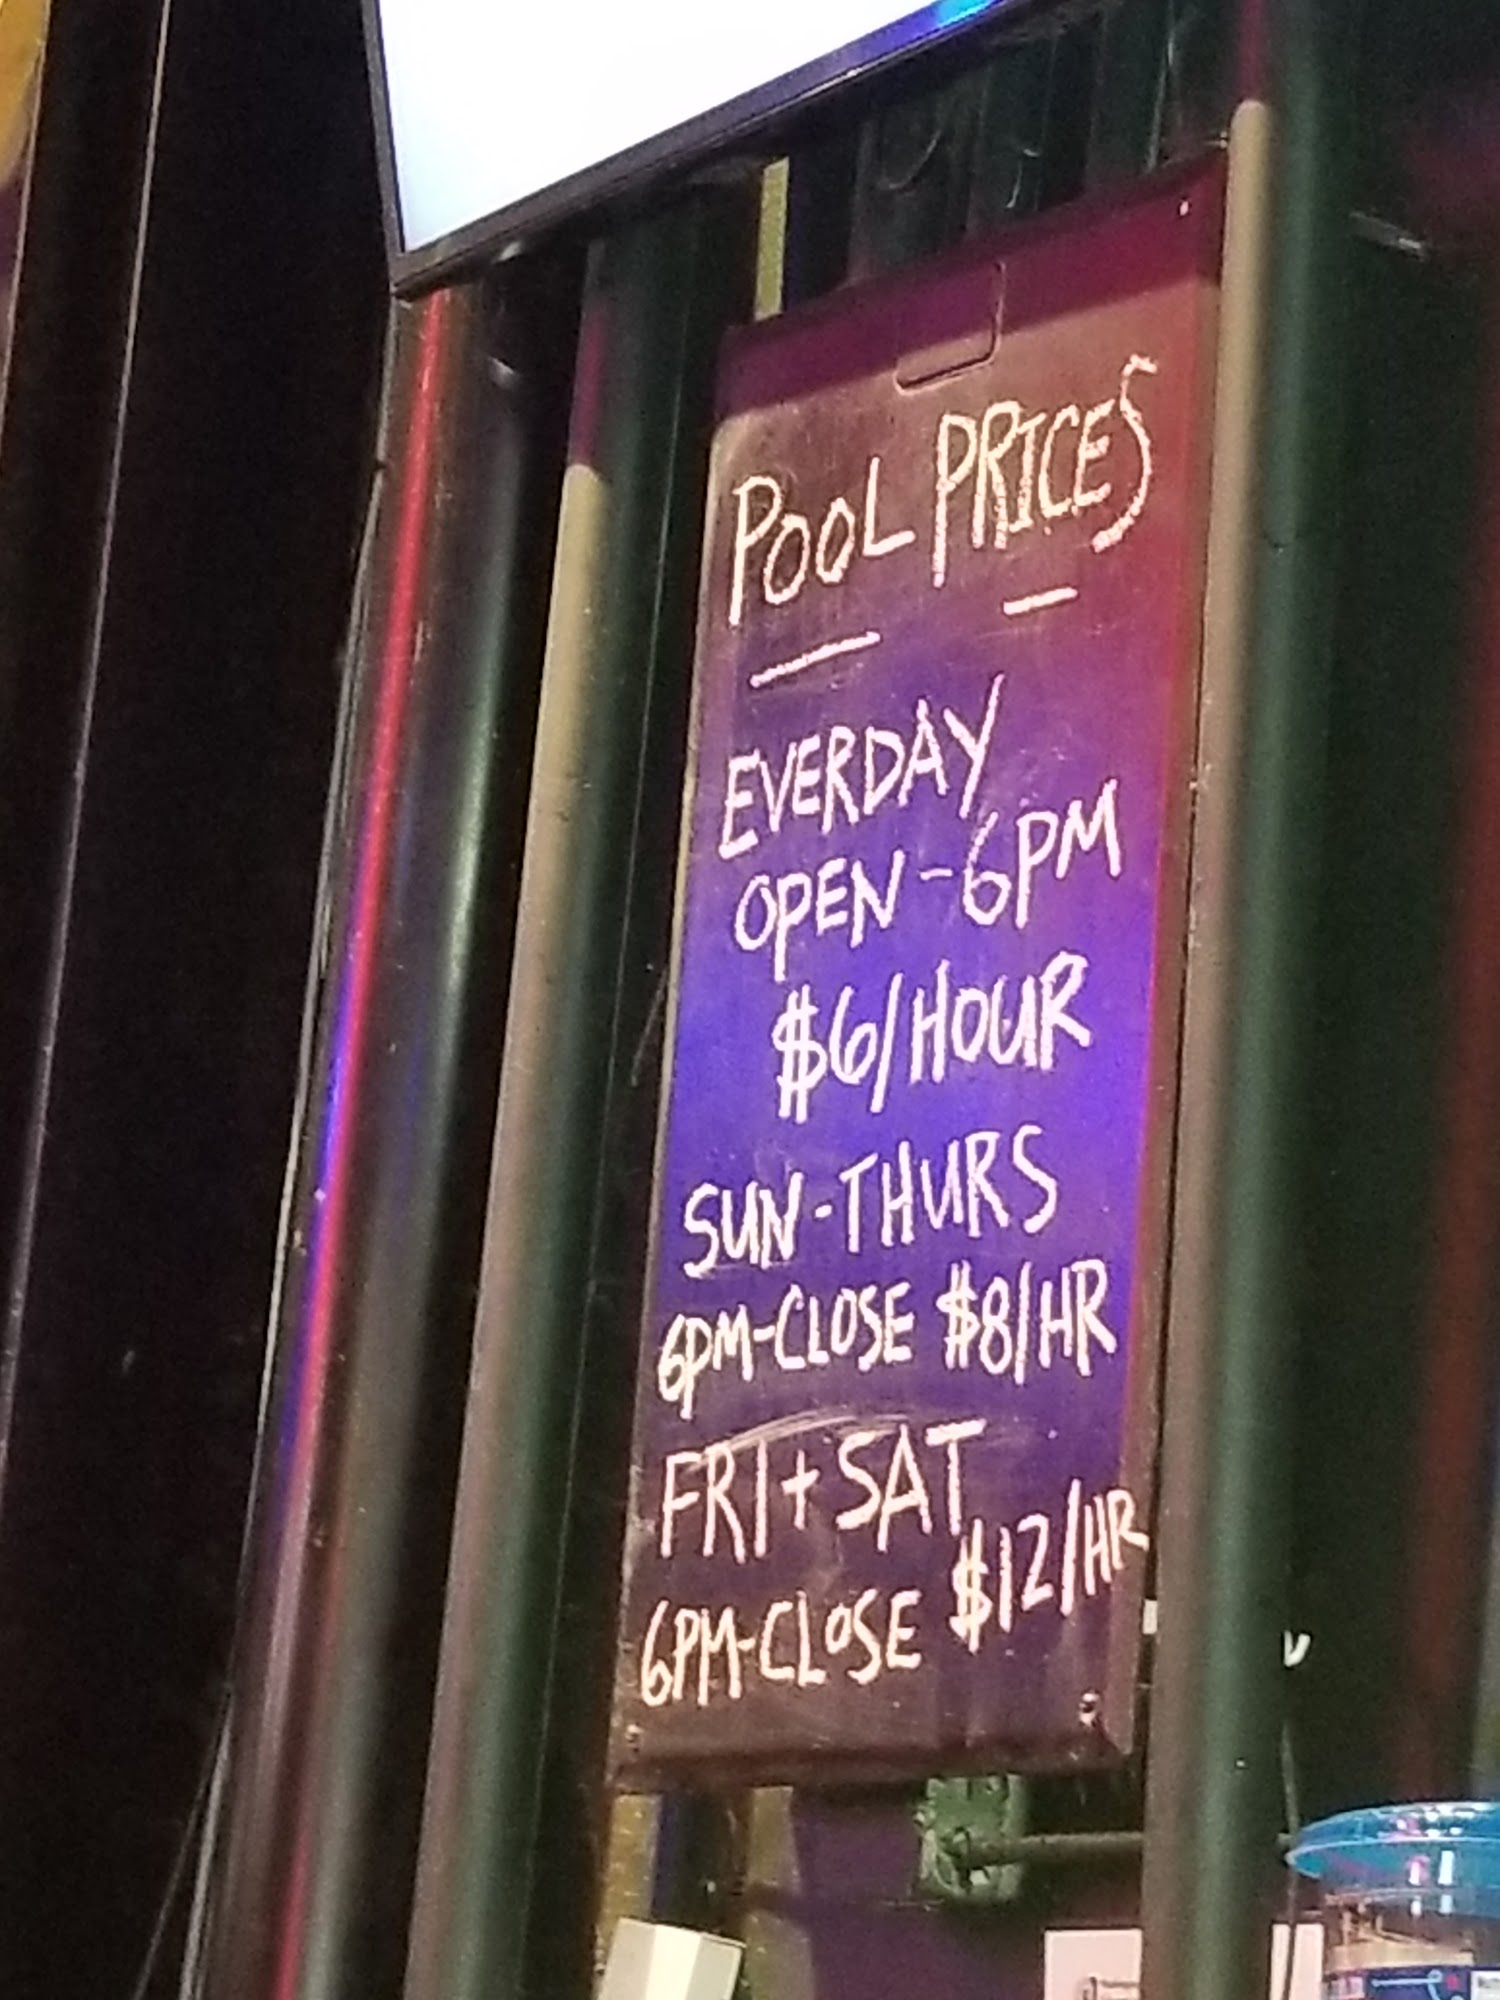 POOL PRICES
EVERDAY
OPEN-6PM
$6/HOUR
SUN-THURS
6PM-CLOSE $8/HR
FRI+SAT
6PM-CLOSE $12/HR